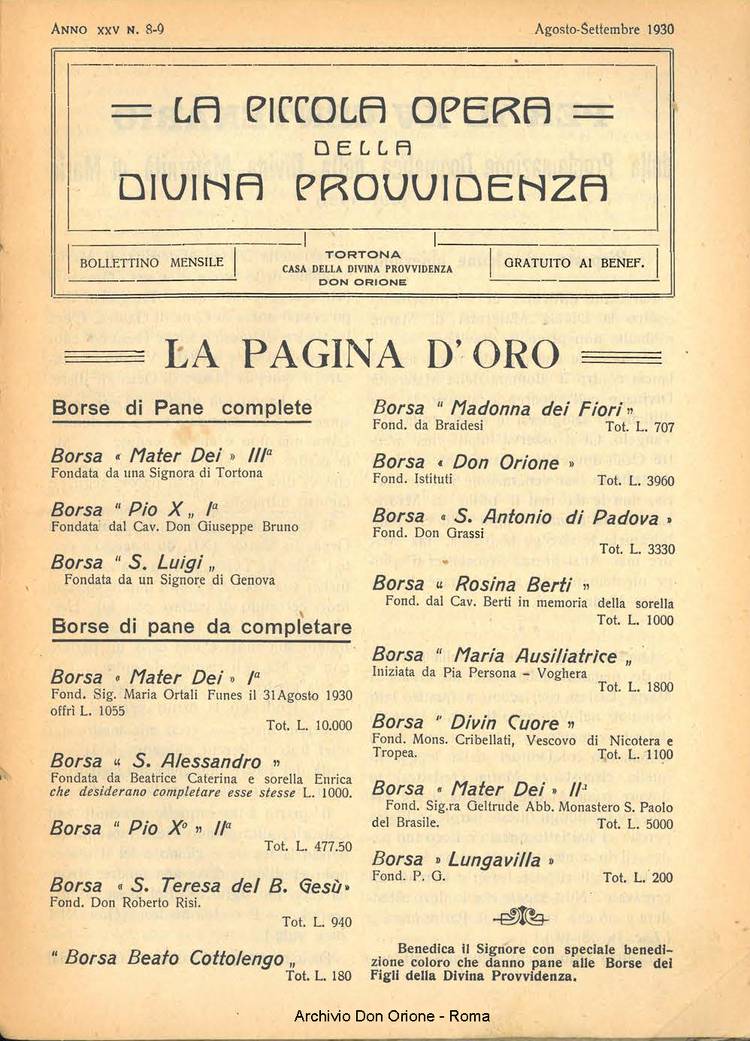 ANNO XXV N. 8-9
Agosto-Settembre 1930
LA PICCOLA OPERA
DELLA
DIVINA PROVVIDENZA
BOLLETTINO MENSILE
TORTONA
CASA DELLA DIVINA PROVVIDENZA
DON ORIONE
GRATUITO AI BENEF.
LA PAGINA D'ORO
Borse di Pane complete
Borsa « Mater Dei » IIIª
Fondata da una Signora di Tortona
Borsa " Pio X „ Iª
Fondata dal Cav. Don Giuseppe Bruno
Borsa " S. Luigi „
Fondata da un Signore di Genova
Borse di pane da completare
Borsa « Mater Dei » Iª
Fond. Sig. Maria Ortali Funes il 31 Agosto 1930
offrì L. 1055
Tot. L. 10.000
Borsa “ S. Alessandro ”
Fondata da Beatrice Caterina e sorella Enrica
che desiderano completare esse stesse L. 1000.
Borsa " Pio Xº ” IIª
Tot. L. 477.50
Borsa « S. Teresa del B. Gesù»
Fond. Don Roberto Risi.
Tot. L. 940
" Borsa Beato Cottolengo „
Tot. L. 180
Borsa " Madonna dei Fiori ”
Fond. da Braidesi Tot. L. 707
Borsa « Don Orione »
Fond. Istituti Tot. L. 3960
Borsa « S. Antonio di Padova »
Fond. Don Grassi
Tot. L. 3330
Borsa “ Rosina Berti ”
Fond. dal Cav. Berti in memoria della sorella
Tot. L. 1000
Borsa " Maria Ausiliatrice „
Iniziata da Pia Persona - Voghera
Tot. L. 1800
Borsa " Divin Cuore ”
Fond. Mons. Cribellati, Vescovo di Nicotera e
Tropea. Tot. L. 1100
Borsa « Mater Dei » IIª
Fond. Sig.ra Geltrude Abb. Monastero S. Paolo
del Brasile. Tot. L. 5000
Borsa » Lungavilla »
Fond. P. G. Tot. L. 200
Benedica il Signore con speciale benedi-
zione coloro che danno pane alle Borse dei
Figli della Divina Provvidenza.
Archivio Don Orione - Roma